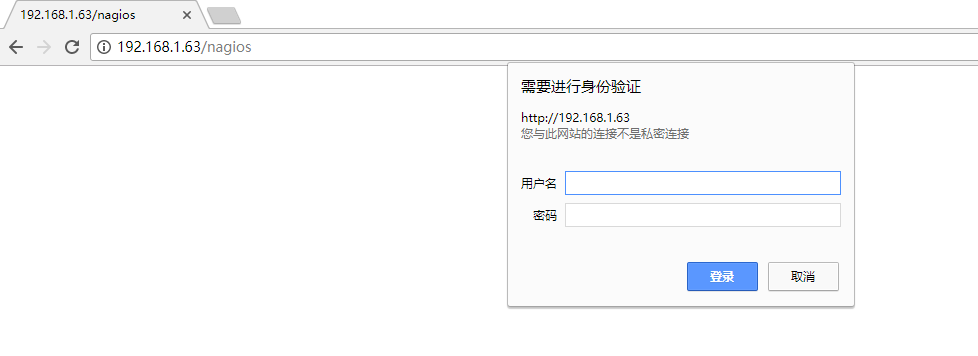 192.168.1.63/nagios
192.168.1.63/nagios
需要进行身份验证
http://192.168.1.63
您与此网站的连接不是私密连接
用户名
密码
登录 取消